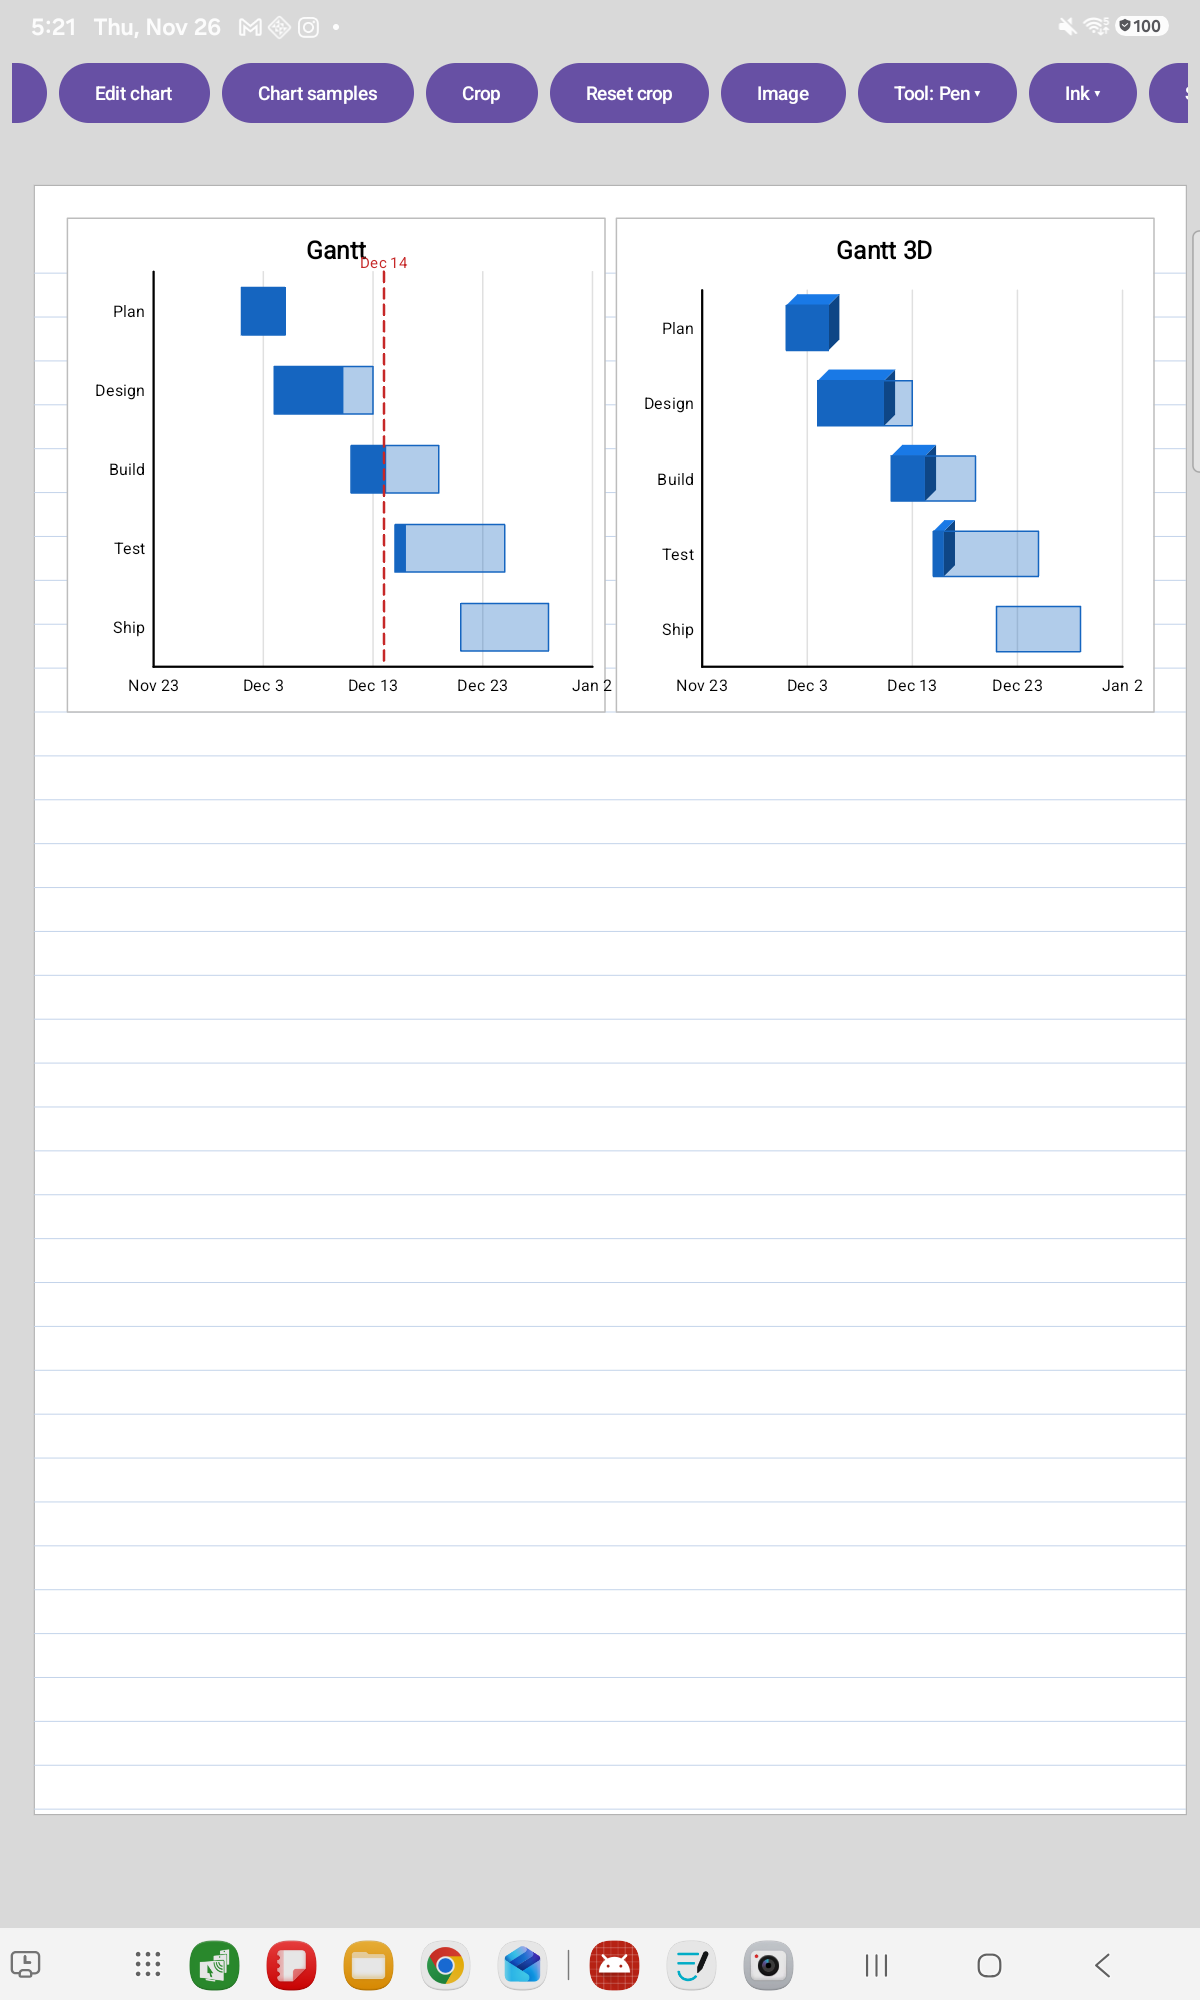 5:21 Thu, Nov 26
100
Edit chart
Chart samples
Crop
Reset crop
Image
Tool: Pen ▾
Ink ▾
Gantt
Dec 14
Plan
Design
Build
Test
Ship
Nov 23 Dec 3 Dec 13 Dec 23 Jan 2
Gantt 3D
Plan
Design
Build
Test
Ship
Nov 23 Dec 3 Dec 13 Dec 23 Jan 2